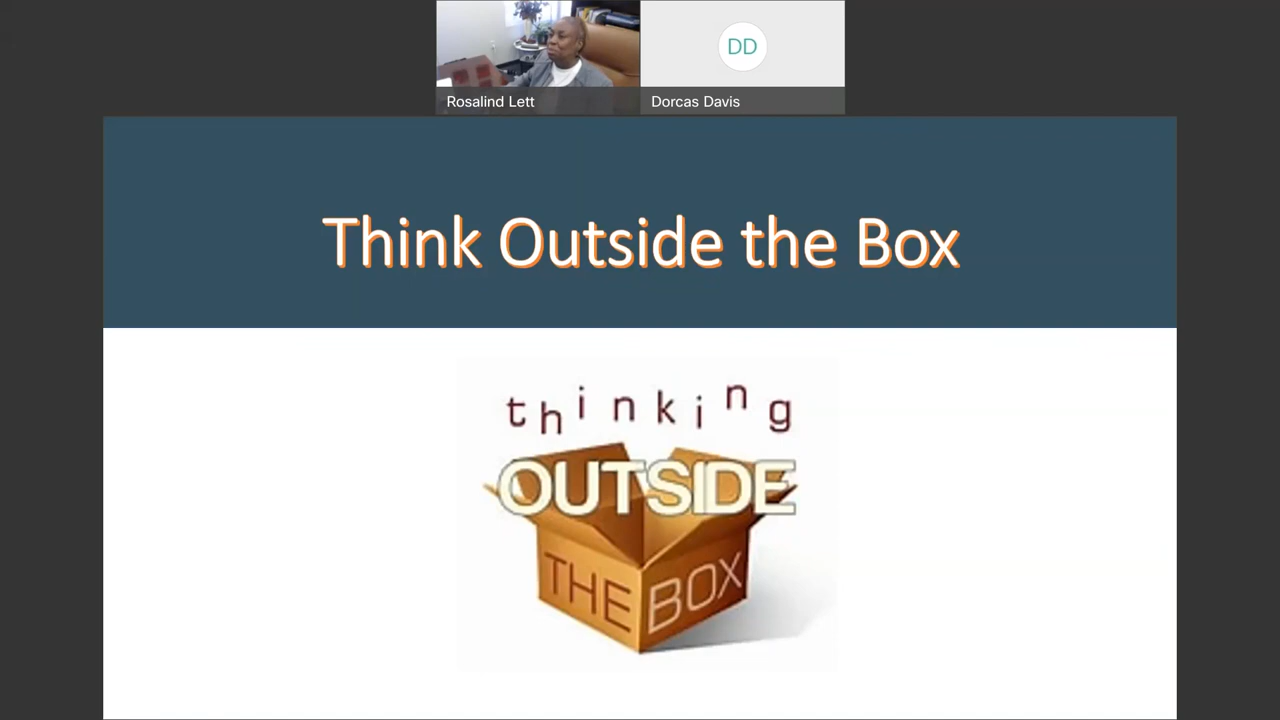 DD
Rosalind Lett
Dorcas Davis
Think Outside the Box
thinking
OUTSIDE
THE BOX